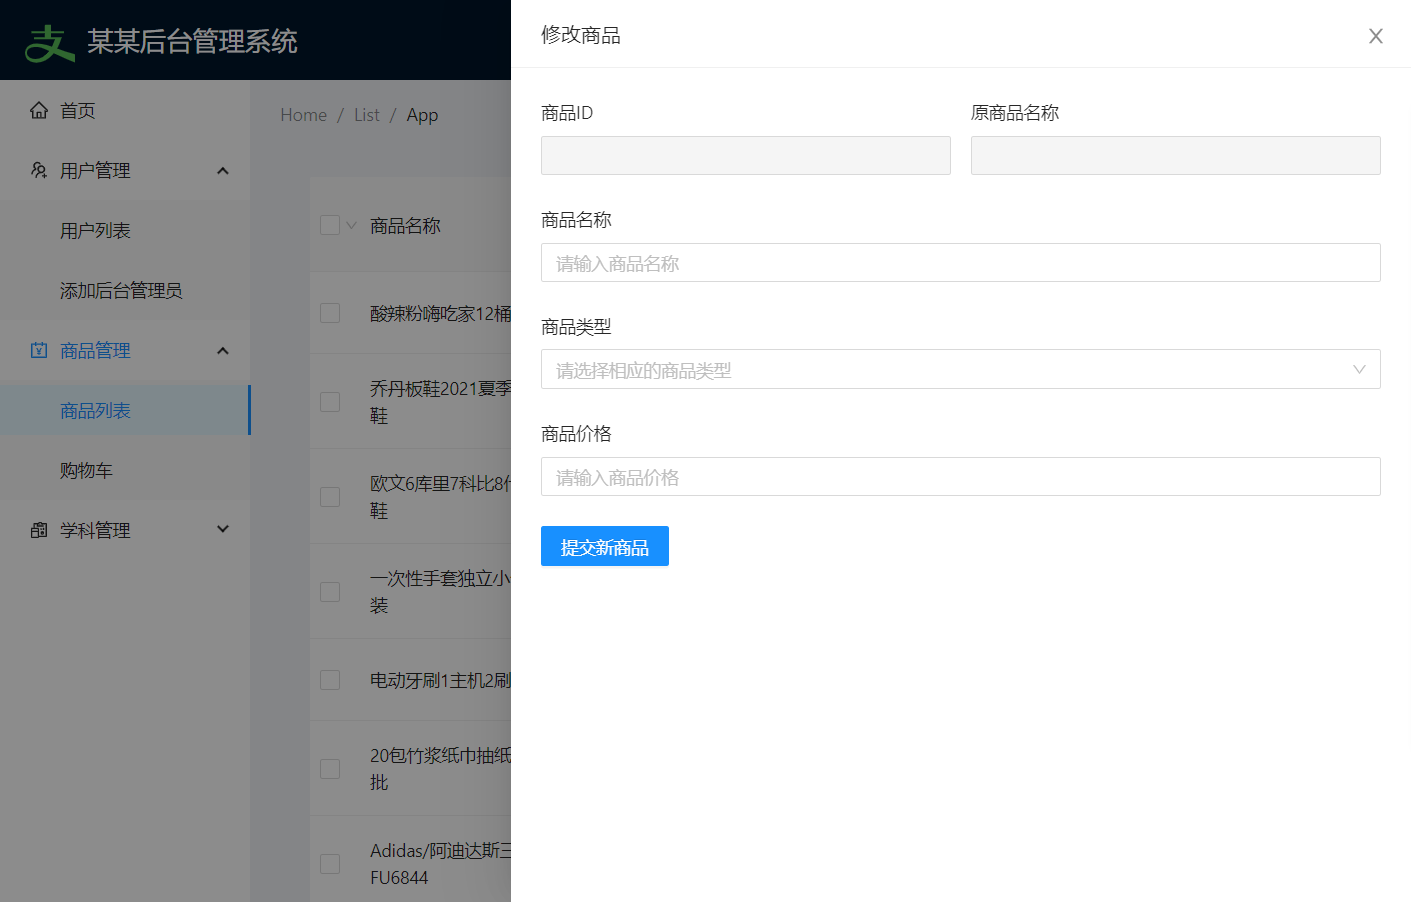 某某后台管理系统
首页
用户管理
用户列表
添加后台管理员
商品管理
商品列表
购物车
学科管理
Home / List / App
商品名称
酸辣粉嗨吃家12桶
乔丹板鞋2021夏季
鞋
欧文6库里7科比8
鞋
一次性手套独立小
装
电动牙刷1主机2刷
20包竹浆纸巾抽纸
批
Adidas/阿迪达斯三
FU6844
修改商品
商品ID
原商品名称
商品名称
请输入商品名称
商品类型
请选择相应的商品类型
商品价格
请输入商品价格
提交新商品